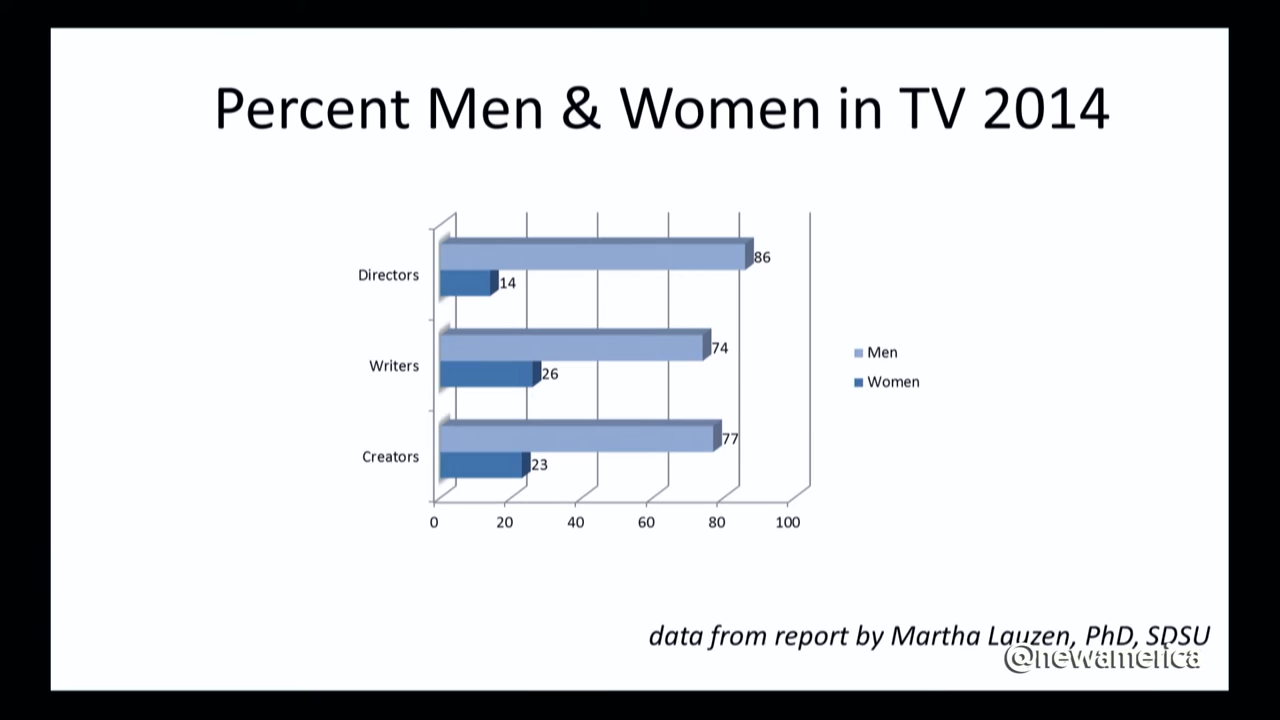 Percent Men & Women in TV 2014
Directors
86
14
Writers
74
26
Creators
77
23
Men
Women
0 20 40 60 80 100
data from report by Martha Lauzen, PhD, SDSU
@newamerica